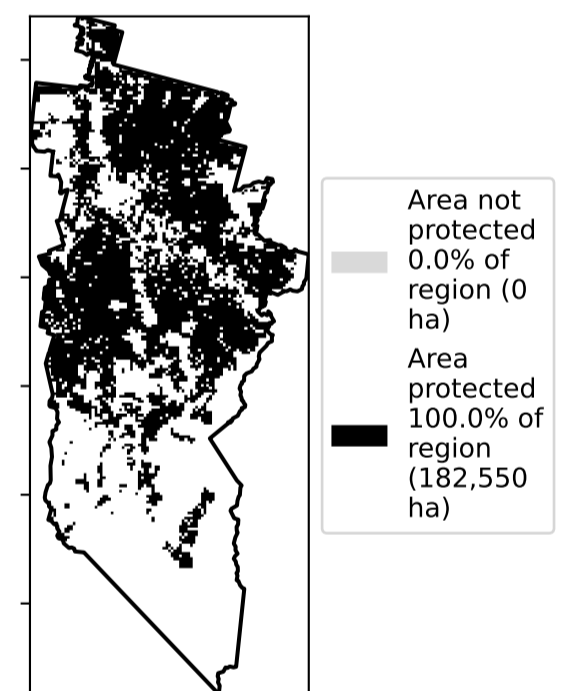 Area not
protected
0.0% of
region (0
ha)
Area
protected
100.0% of
region
(182,550
ha)